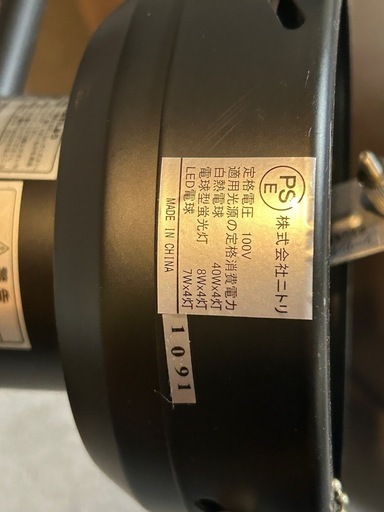 PS
E
株式会社ニトリ
定格電圧 100V
適用光源の定格消費電力
白熱電球 40W×4灯
電球型蛍光灯 8W×4灯
LED電球 7W×4灯
MADE IN CHINA
1091